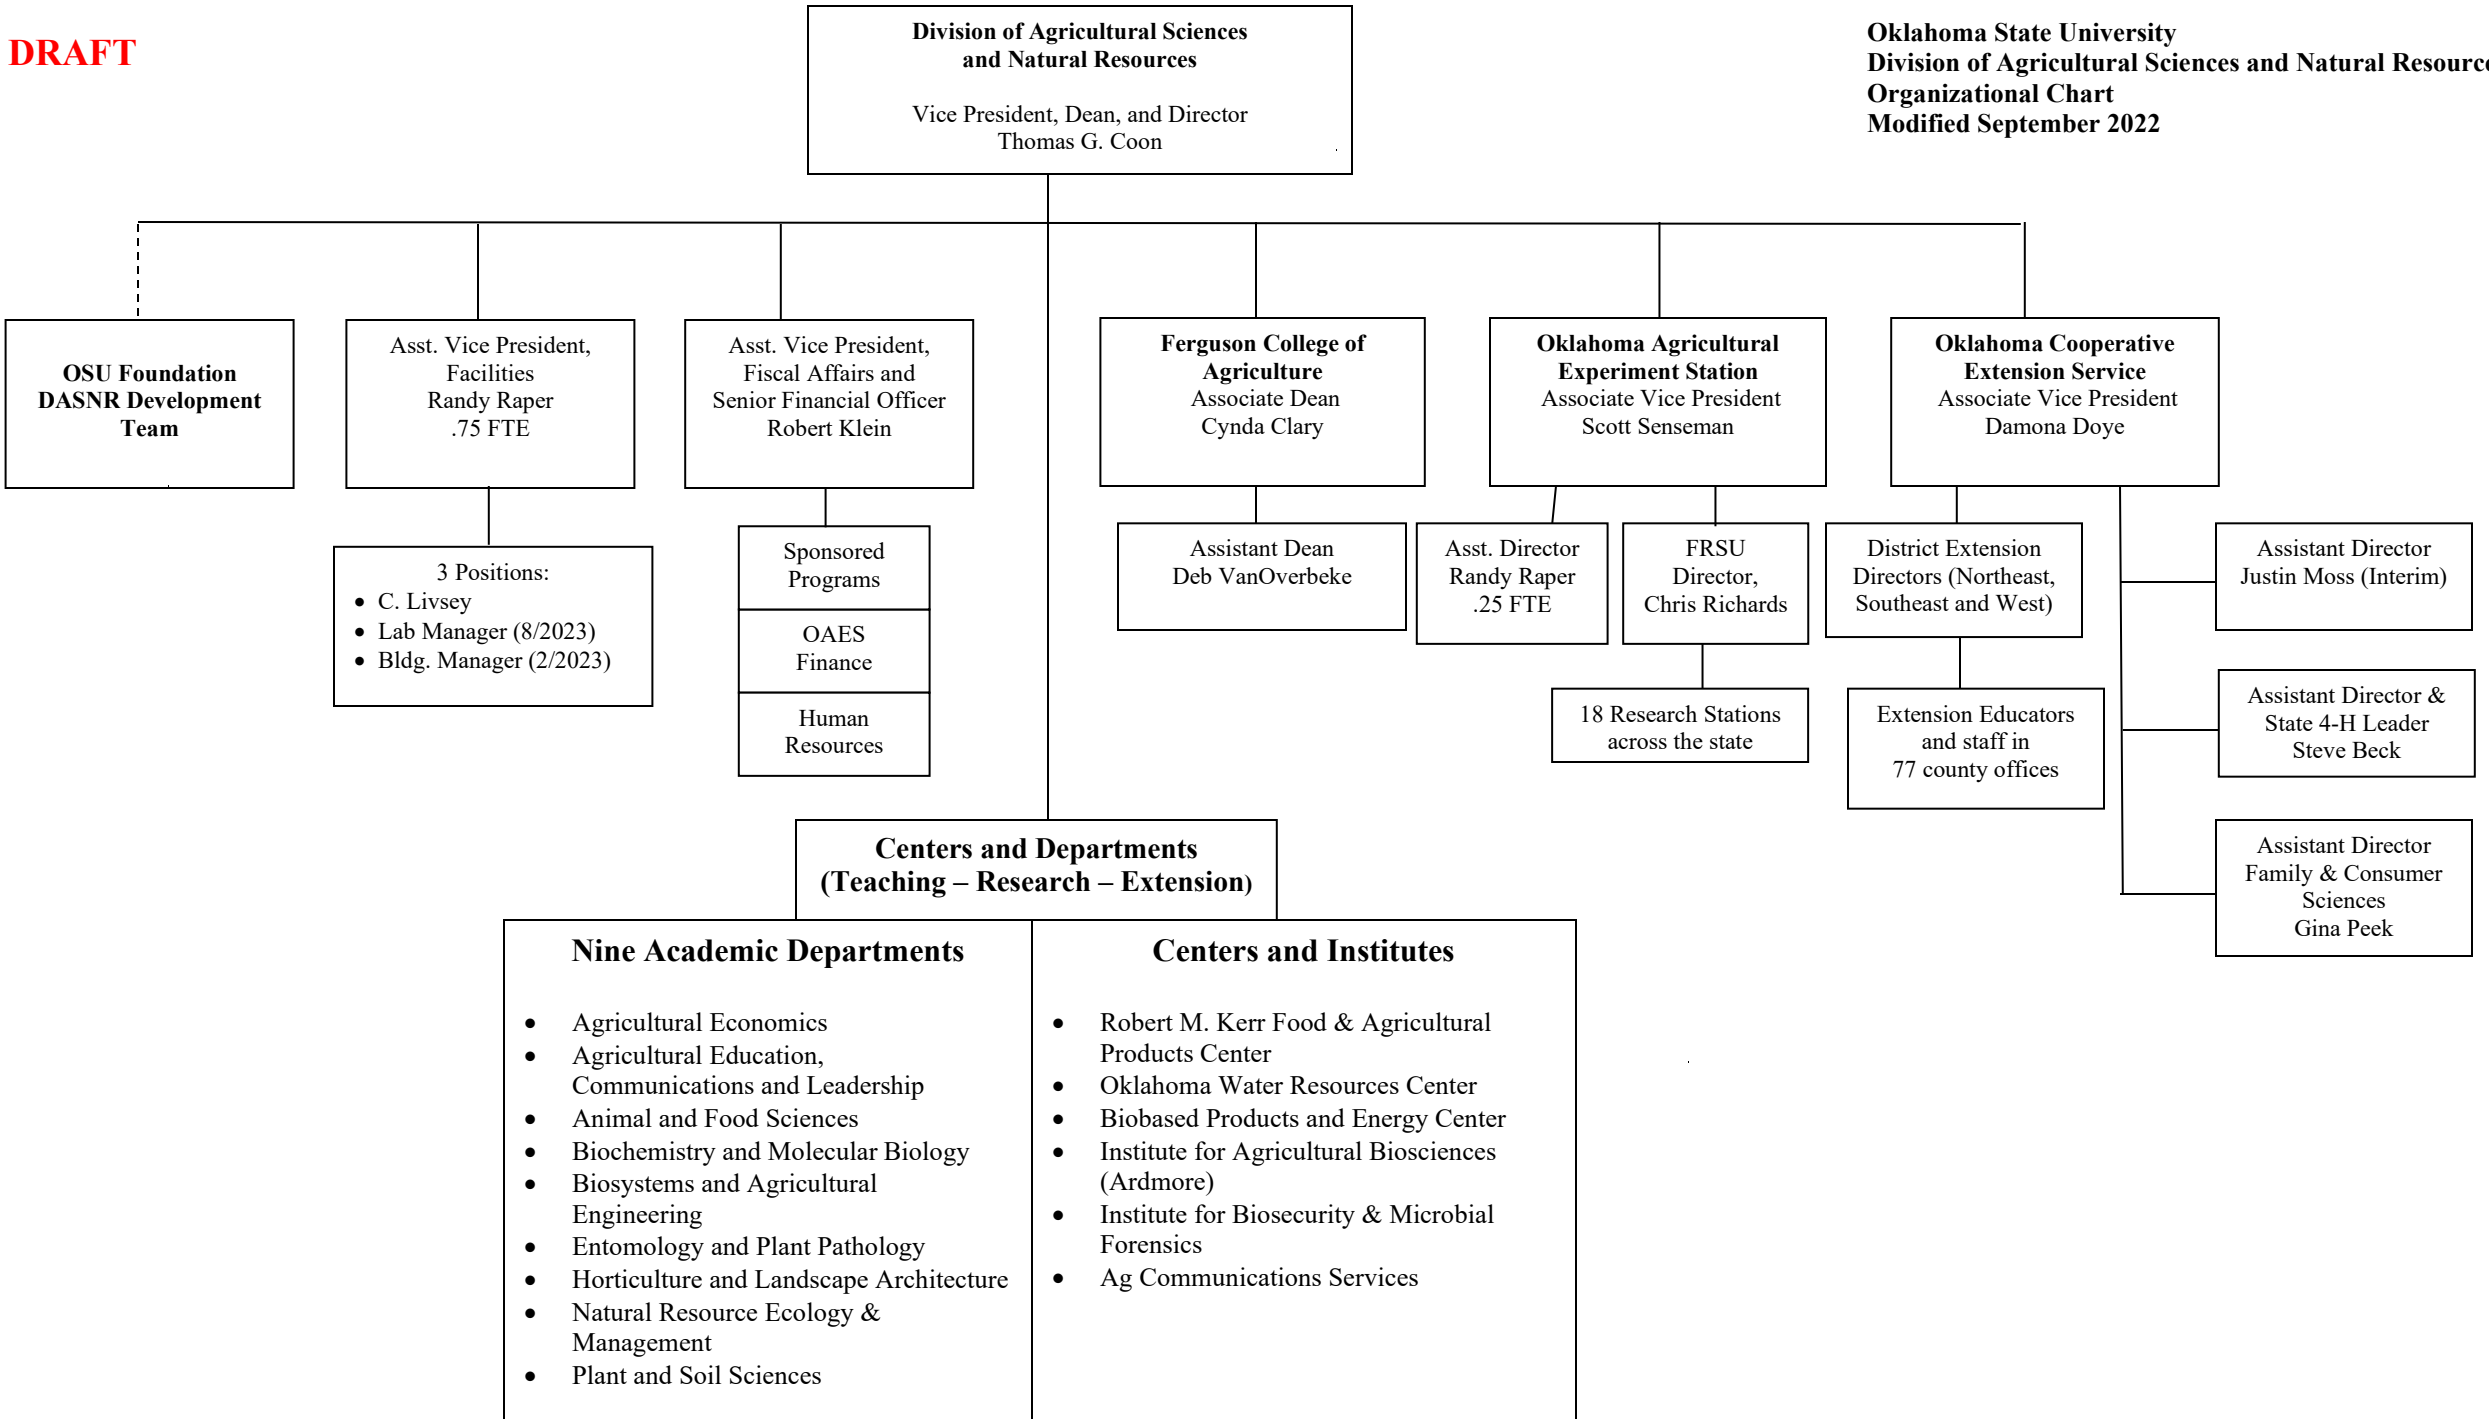 DRAFT
Division of Agricultural Sciences
and Natural Resources
Vice President, Dean, and Director
Thomas G. Coon
Oklahoma State University
Division of Agricultural Sciences and Natural Resource
Organizational Chart
Modified September 2022
OSU Foundation
DASNR Development
Team
Asst. Vice President,
Facilities
Randy Raper
.75 FTE
Asst. Vice President,
Fiscal Affairs and
Senior Financial Officer
Robert Klein
Ferguson College of
Agriculture
Associate Dean
Cynda Clary
Oklahoma Agricultural
Experiment Station
Associate Vice President
Scott Senseman
Oklahoma Cooperative
Extension Service
Associate Vice President
Damona Doye
3 Positions:
• C. Livsey
• Lab Manager (8/2023)
• Bldg. Manager (2/2023)
Sponsored
Programs
OAES
Finance
Human
Resources
Assistant Dean
Deb VanOverbeke
Asst. Director
Randy Raper
.25 FTE
FRSU
Director,
Chris Richards
18 Research Stations
across the state
District Extension
Directors (Northeast,
Southeast and West)
Extension Educators
and staff in
77 county offices
Assistant Director
Justin Moss (Interim)
Assistant Director &
State 4-H Leader
Steve Beck
Assistant Director
Family & Consumer
Sciences
Gina Peek
Centers and Departments
(Teaching – Research – Extension)
Nine Academic Departments
• Agricultural Economics
• Agricultural Education,
Communications and Leadership
• Animal and Food Sciences
• Biochemistry and Molecular Biology
• Biosystems and Agricultural
Engineering
• Entomology and Plant Pathology
• Horticulture and Landscape Architecture
• Natural Resource Ecology &
Management
• Plant and Soil Sciences
Centers and Institutes
• Robert M. Kerr Food & Agricultural
Products Center
• Oklahoma Water Resources Center
• Biobased Products and Energy Center
• Institute for Agricultural Biosciences
(Ardmore)
• Institute for Biosecurity & Microbial
Forensics
• Ag Communications Services